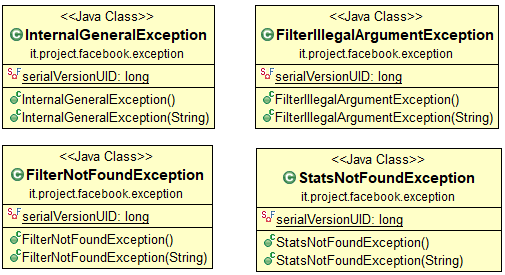 <<Java Class>>
InternalGeneralException
it.project.facebook.exception
serialVersionUID: long
InternalGeneralException()
InternalGeneralException(String)
<<Java Class>>
FilterIllegalArgumentException
it.project.facebook.exception
serialVersionUID: long
FilterIllegalArgumentException()
FilterIllegalArgumentException(String)
<<Java Class>>
FilterNotFoundException
it.project.facebook.exception
serialVersionUID: long
FilterNotFoundException()
FilterNotFoundException(String)
<<Java Class>>
StatsNotFoundException
it.project.facebook.exception
serialVersionUID: long
StatsNotFoundException()
StatsNotFoundException(String)